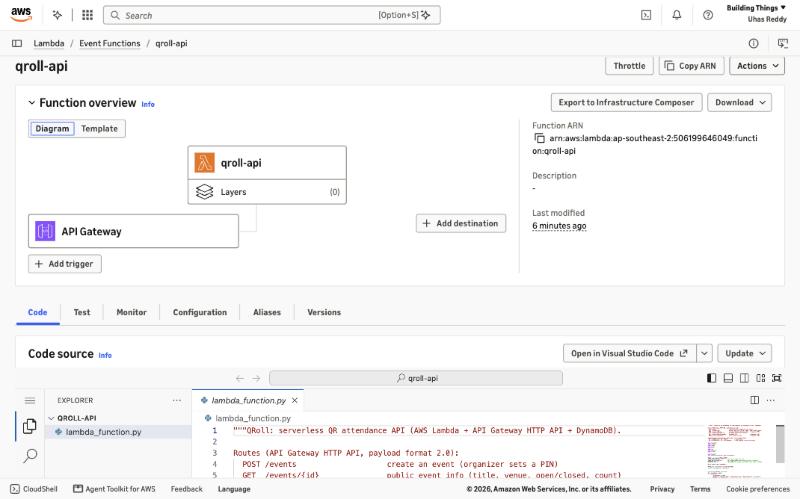 aws
Search [Option+S]
Building Things
Uhas Reddy
Lambda / Event Functions / qroll-api
qroll-api
Throttle Copy ARN Actions
Function overview Info
Export to Infrastructure Composer Download
Diagram Template
qroll-api
Layers (0)
API Gateway
Add destination
Add trigger
Function ARN
arn:aws:lambda:ap-southeast-2:506199646049:functi
on:qroll-api
Description
-
Last modified
6 minutes ago
Code Test Monitor Configuration Aliases Versions
Code source Info
Open in Visual Studio Code Update
qroll-api
EXPLORER
QROLL-API
lambda_function.py
lambda_function.py
lambda_function.py
1 """QRoll: serverless QR attendance API (AWS Lambda + API Gateway HTTP API + DynamoDB).
2
3 Routes (API Gateway HTTP API, payload format 2.0):
4 POST /events create an event (organizer sets a PIN)
5 GET /events/{id} public event info (title, venue, open/closed, count)
CloudShell Agent Toolkit for AWS Feedback Language
© 2026, Amazon Web Services, Inc. or its affiliates. Privacy Terms Cookie preferences